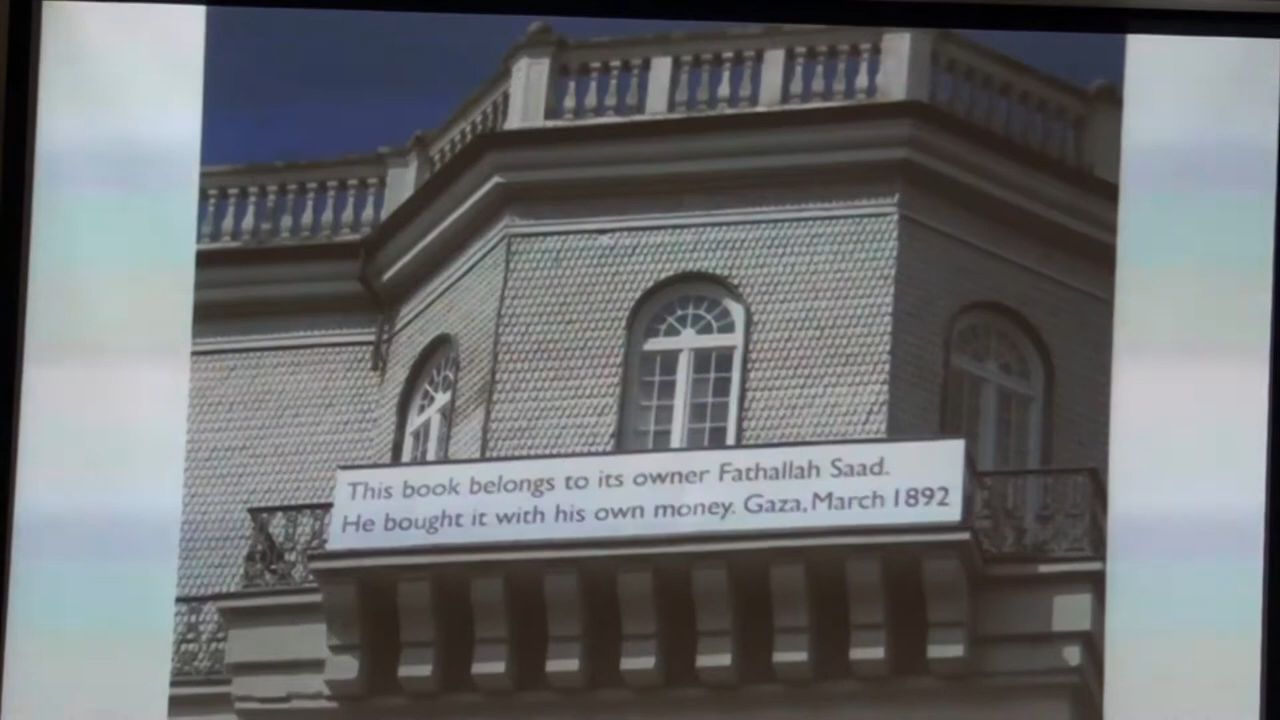 This book belongs to its owner Fathallah Saad.
He bought it with his own money. Gaza, March 1892